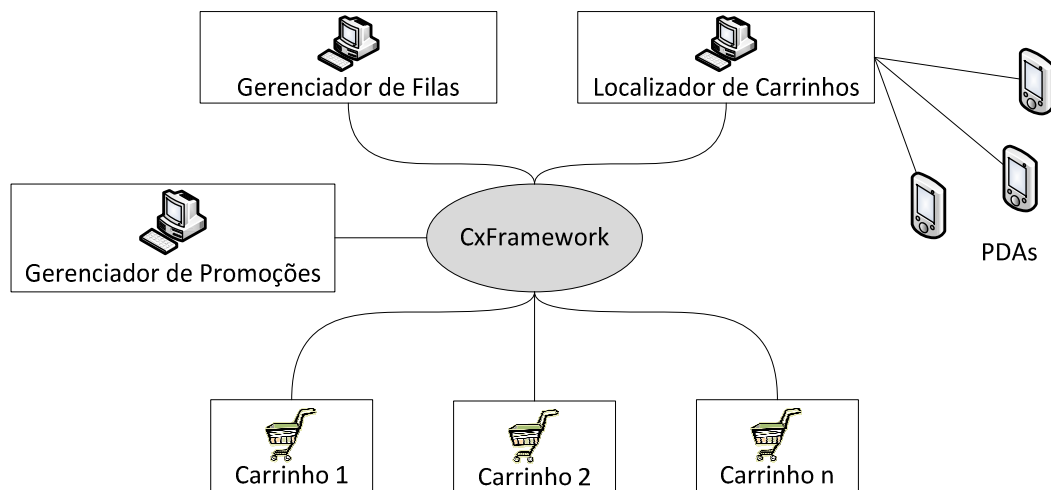 Gerenciador de Filas
Localizador de Carrinhos
PDAs
Gerenciador de Promoções
CxFramework
Carrinho 1
Carrinho 2
Carrinho n